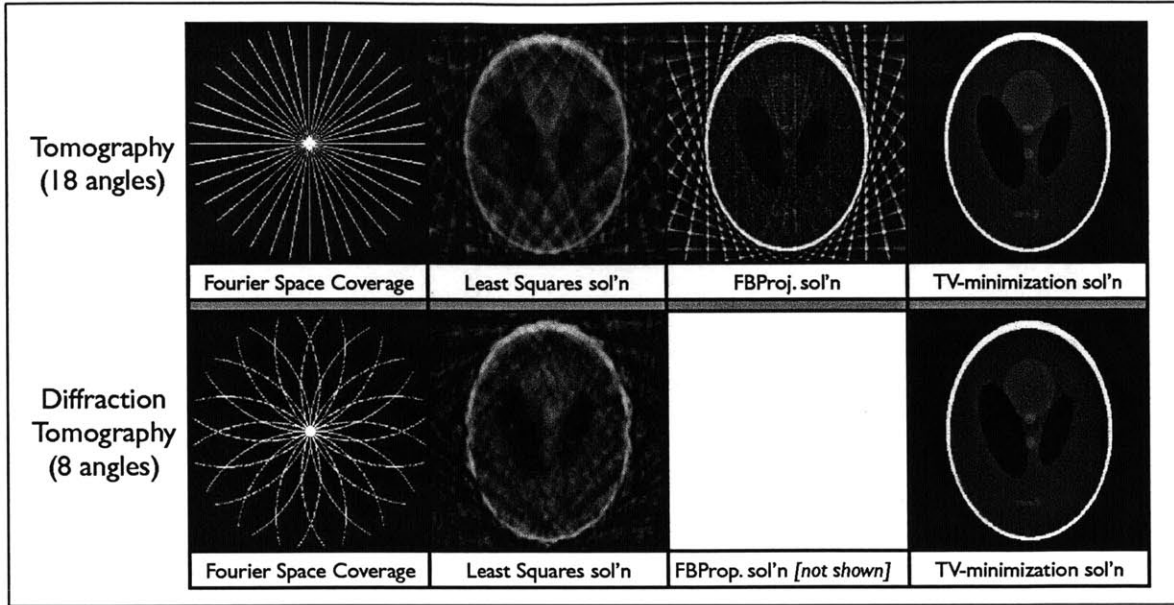 Tomography
(18 angles)
Fourier Space Coverage
Least Squares sol'n
FBProj. sol'n
TV-minimization sol'n
Diffraction
Tomography
(8 angles)
Fourier Space Coverage
Least Squares sol'n
FBProp. sol'n [not shown]
TV-minimization sol'n